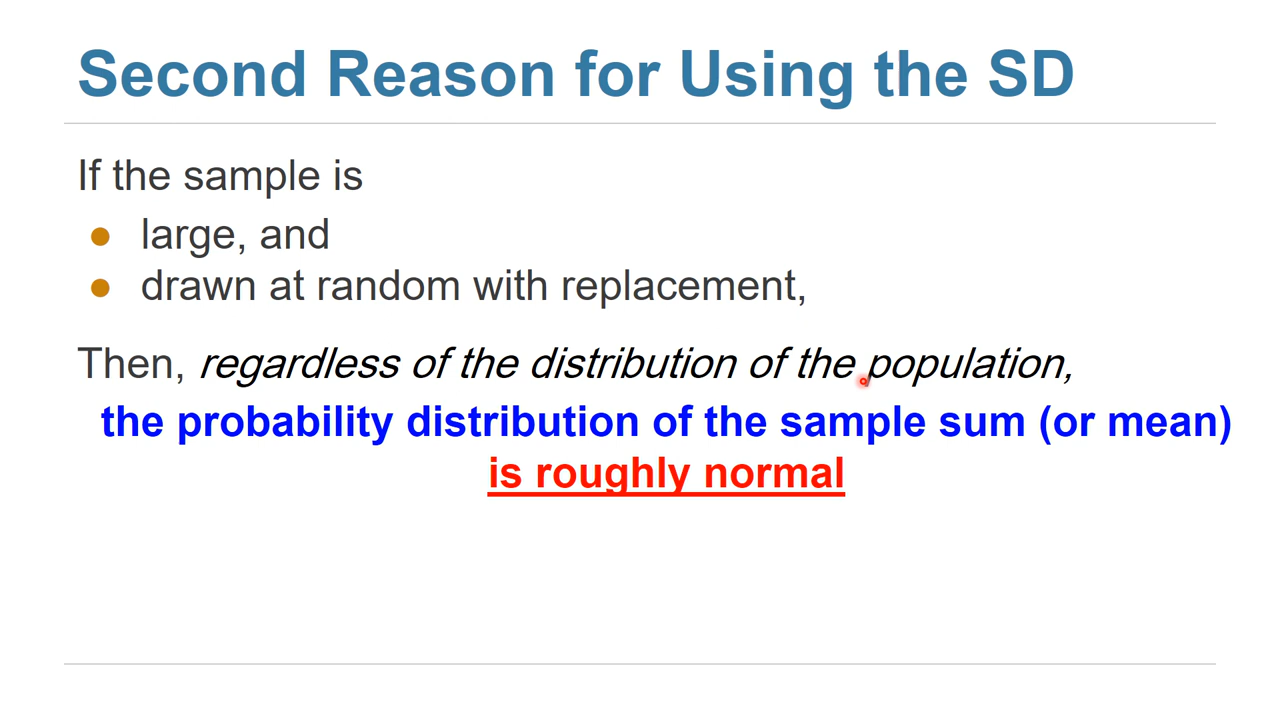 Second Reason for Using the SD
If the sample is
● large, and
● drawn at random with replacement,
Then, regardless of the distribution of the population,
the probability distribution of the sample sum (or mean)
is roughly normal